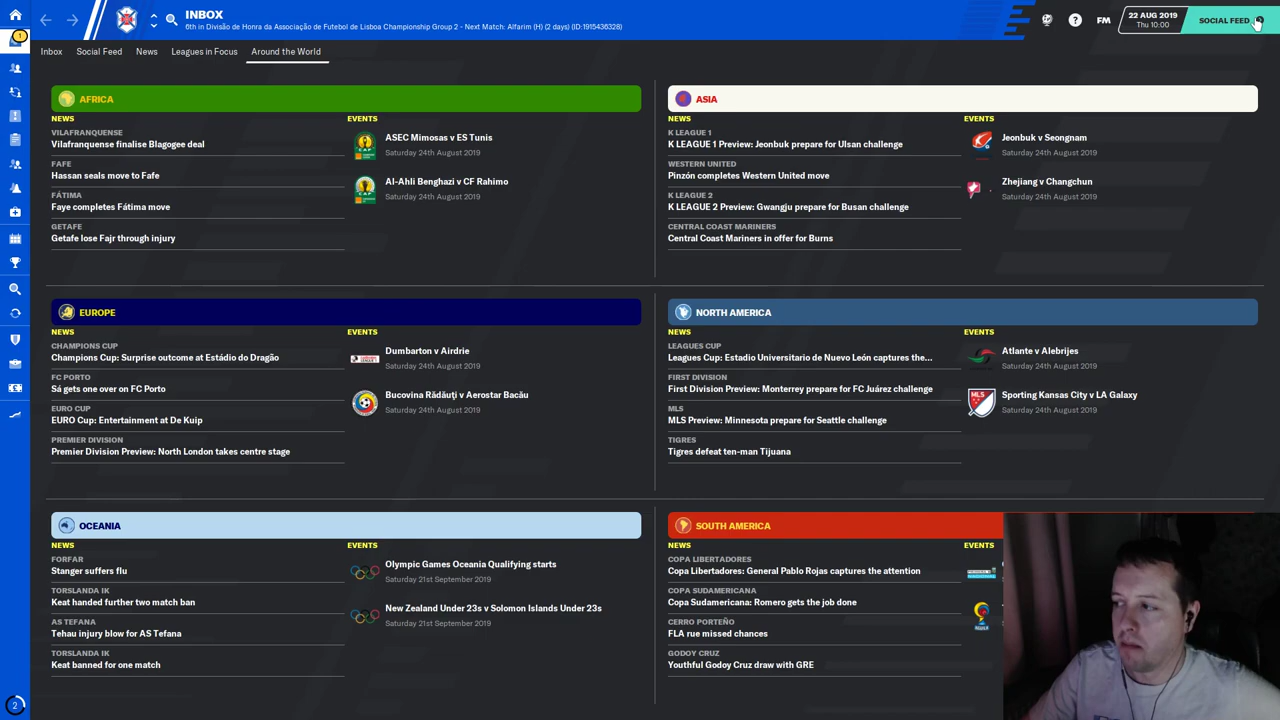 INBOX
6th in Divisão de Honra da Associação de Futebol de Lisboa Championship Group 2 - Next Match: Alfarim (H) (2 days) (ID:1915436328)
FM
22 AUG 2019
Thu 10:00
SOCIAL FEED
1
Inbox
Social Feed
News
Leagues in Focus
Around the World
AFRICA
NEWS
VILAFRANQUENSE
Vilafranquense finalise Blagogee deal
FAFE
Hassan seals move to Fafe
FÁTIMA
Faye completes Fátima move
GETAFE
Getafe lose Fajr through injury
EVENTS
ASEC Mimosas v ES Tunis
Saturday 24th August 2019
Al-Ahli Benghazi v CF Rahimo
Saturday 24th August 2019
ASIA
NEWS
K LEAGUE 1
K LEAGUE 1 Preview: Jeonbuk prepare for Ulsan challenge
WESTERN UNITED
Pinzón completes Western United move
K LEAGUE 2
K LEAGUE 2 Preview: Gwangju prepare for Busan challenge
CENTRAL COAST MARINERS
Central Coast Mariners in offer for Burns
EVENTS
Jeonbuk v Seongnam
Saturday 24th August 2019
Zhejiang v Changchun
Saturday 24th August 2019
EUROPE
NEWS
CHAMPIONS CUP
Champions Cup: Surprise outcome at Estádio do Dragão
FC PORTO
Sá gets one over on FC Porto
EURO CUP
EURO Cup: Entertainment at De Kuip
PREMIER DIVISION
Premier Division Preview: North London takes centre stage
EVENTS
Dumbarton v Airdrie
Saturday 24th August 2019
Bucovina Rădăuţi v Aerostar Bacău
Saturday 24th August 2019
NORTH AMERICA
NEWS
LEAGUES CUP
Leagues Cup: Estadio Universitario de Nuevo León captures the...
FIRST DIVISION
First Division Preview: Monterrey prepare for FC Juárez challenge
MLS
MLS Preview: Minnesota prepare for Seattle challenge
TIGRES
Tigres defeat ten-man Tijuana
EVENTS
Atlante v Alebrijes
Saturday 24th August 2019
MLS
Sporting Kansas City v LA Galaxy
Saturday 24th August 2019
OCEANIA
NEWS
FORFAR
Stanger suffers flu
TORSLANDA IK
Keat handed further two match ban
AS TEFANA
Tehau injury blow for AS Tefana
TORSLANDA IK
Keat banned for one match
EVENTS
Olympic Games Oceania Qualifying starts
Saturday 21st September 2019
New Zealand Under 23s v Solomon Islands Under 23s
Saturday 21st September 2019
SOUTH AMERICA
NEWS
COPA LIBERTADORES
Copa Libertadores: General Pablo Rojas captures the attention
COPA SUDAMERICANA
Copa Sudamericana: Romero gets the job done
CERRO PORTEÑO
FLA rue missed chances
GODOY CRUZ
Youthful Godoy Cruz draw with GRE
EVENTS
2